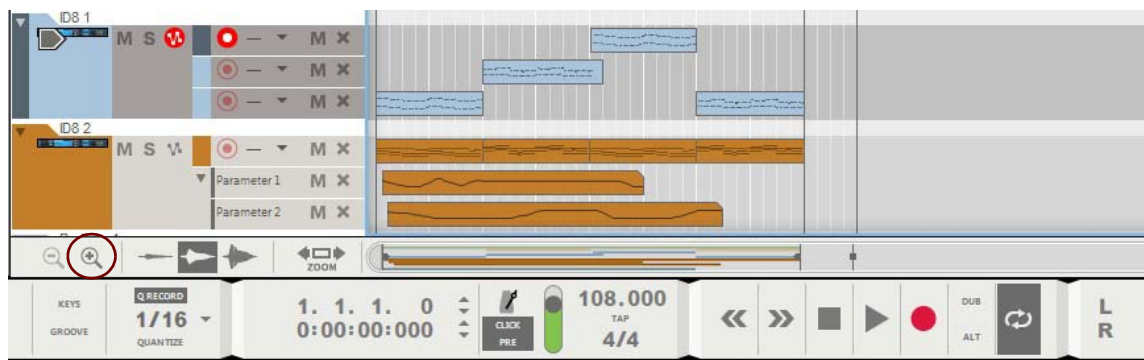 ID8 1
M S M
M
M
ID8 2
M S M
Parameter 1 M
Parameter 2 M
ZOOM
KEYS
GROOVE
Q RECORD
1/16
QUANTIZE
1. 1. 1. 0
0:00:00:000
CLICK
PRE
108.000
TAP
4/4
DUB
ALT
L
R